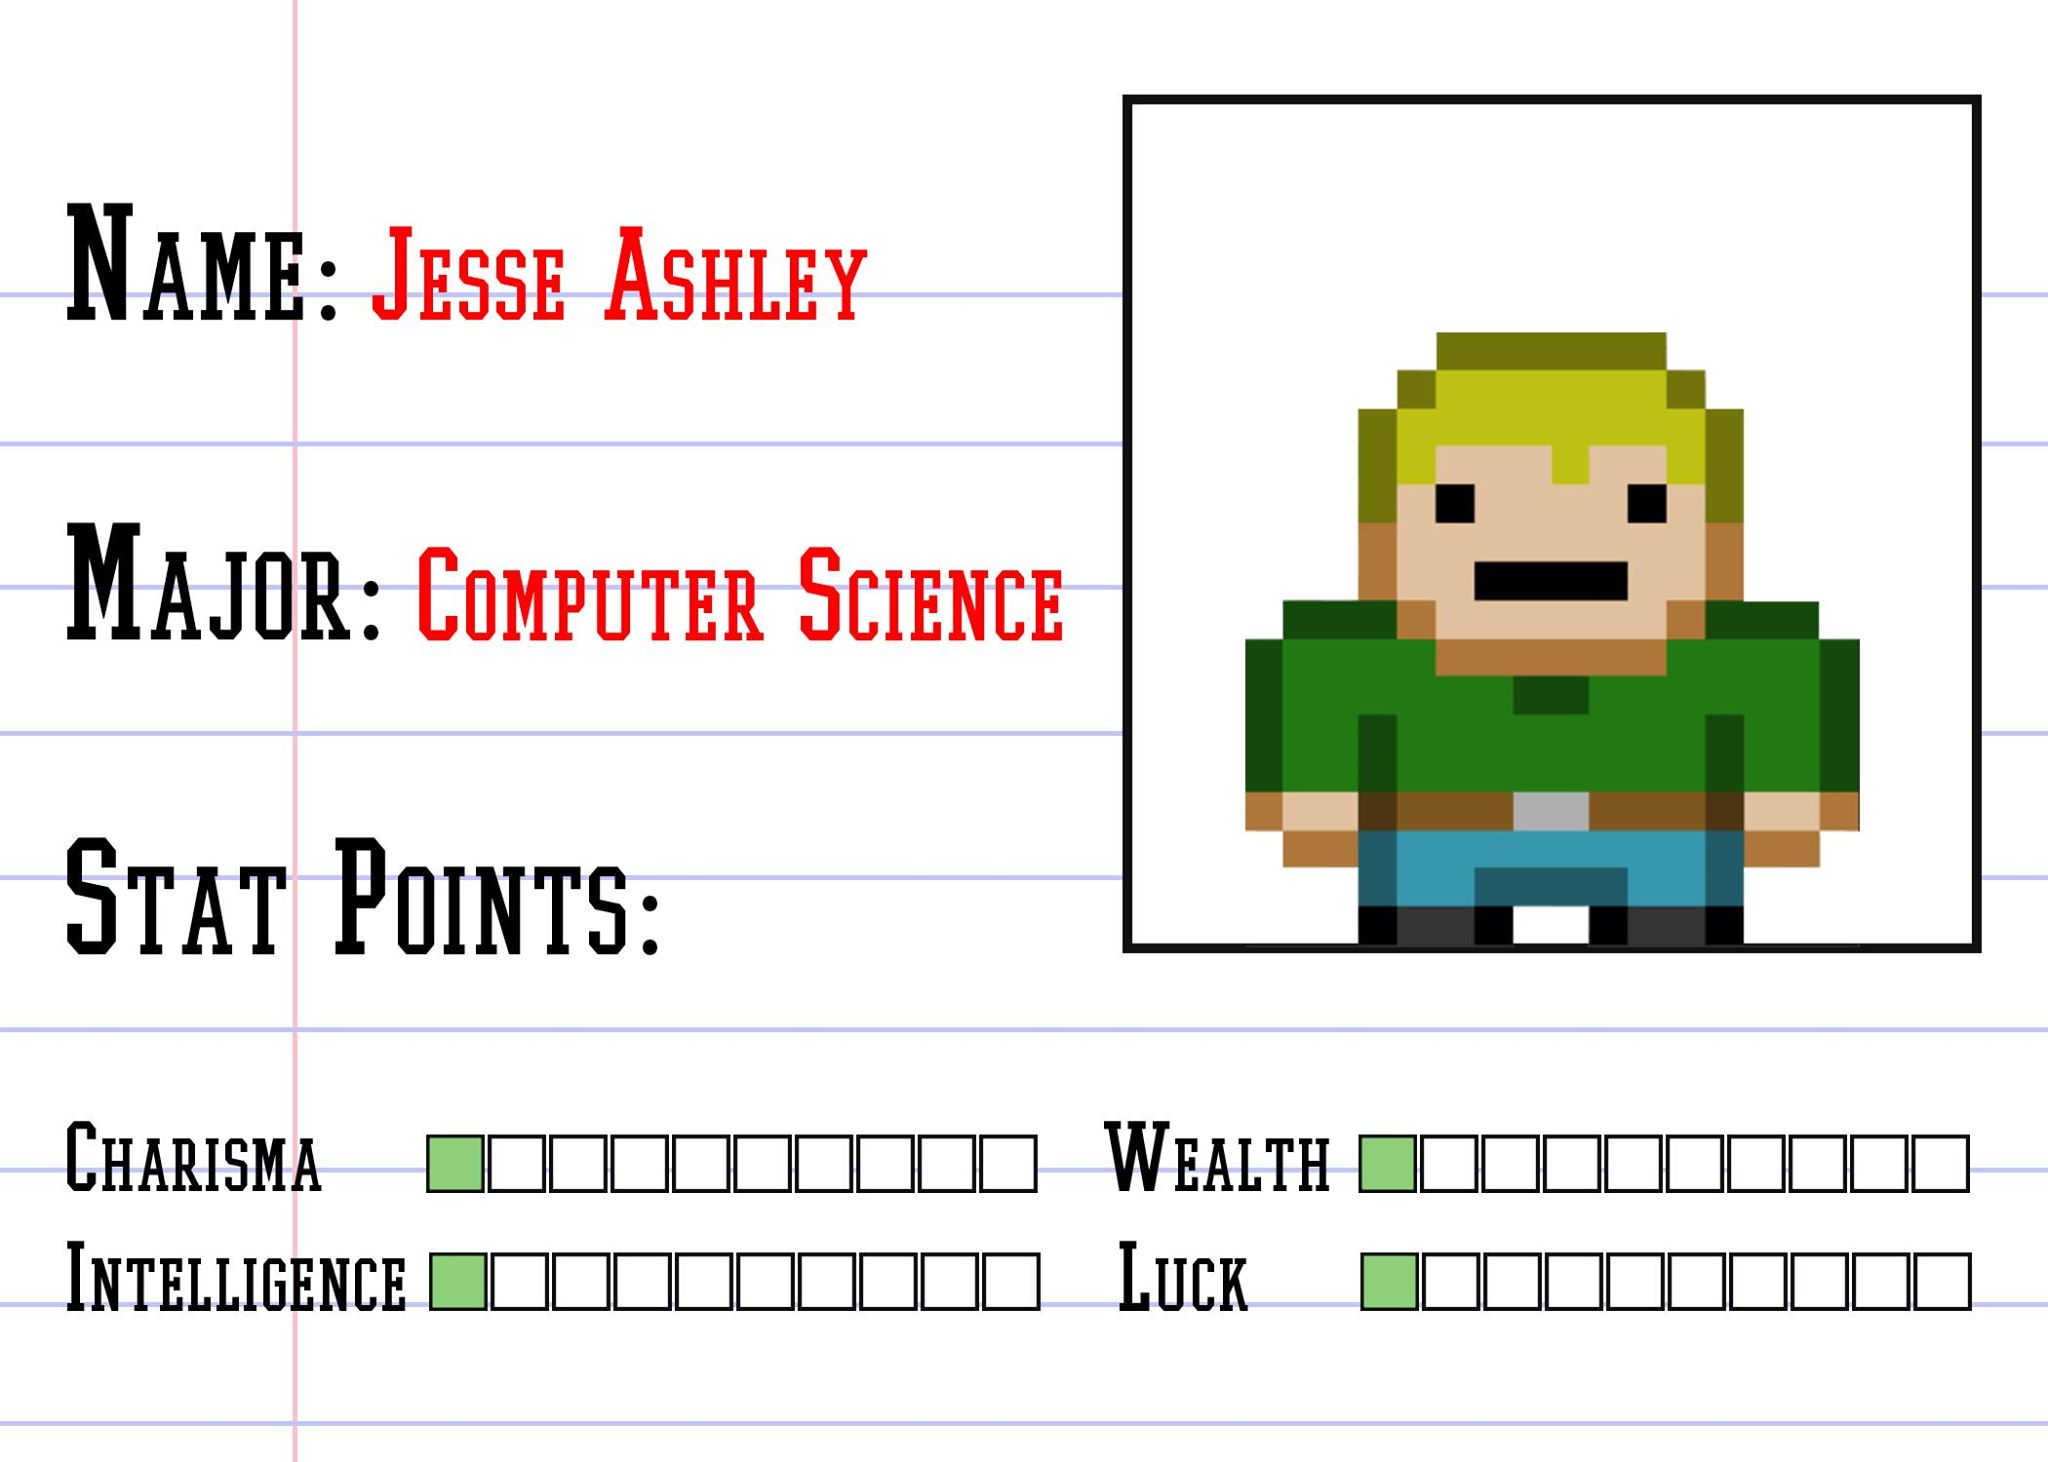 Name: Jesse Ashley
Major: Computer Science
Stat Points:
Charisma
Wealth
Intelligence
Luck